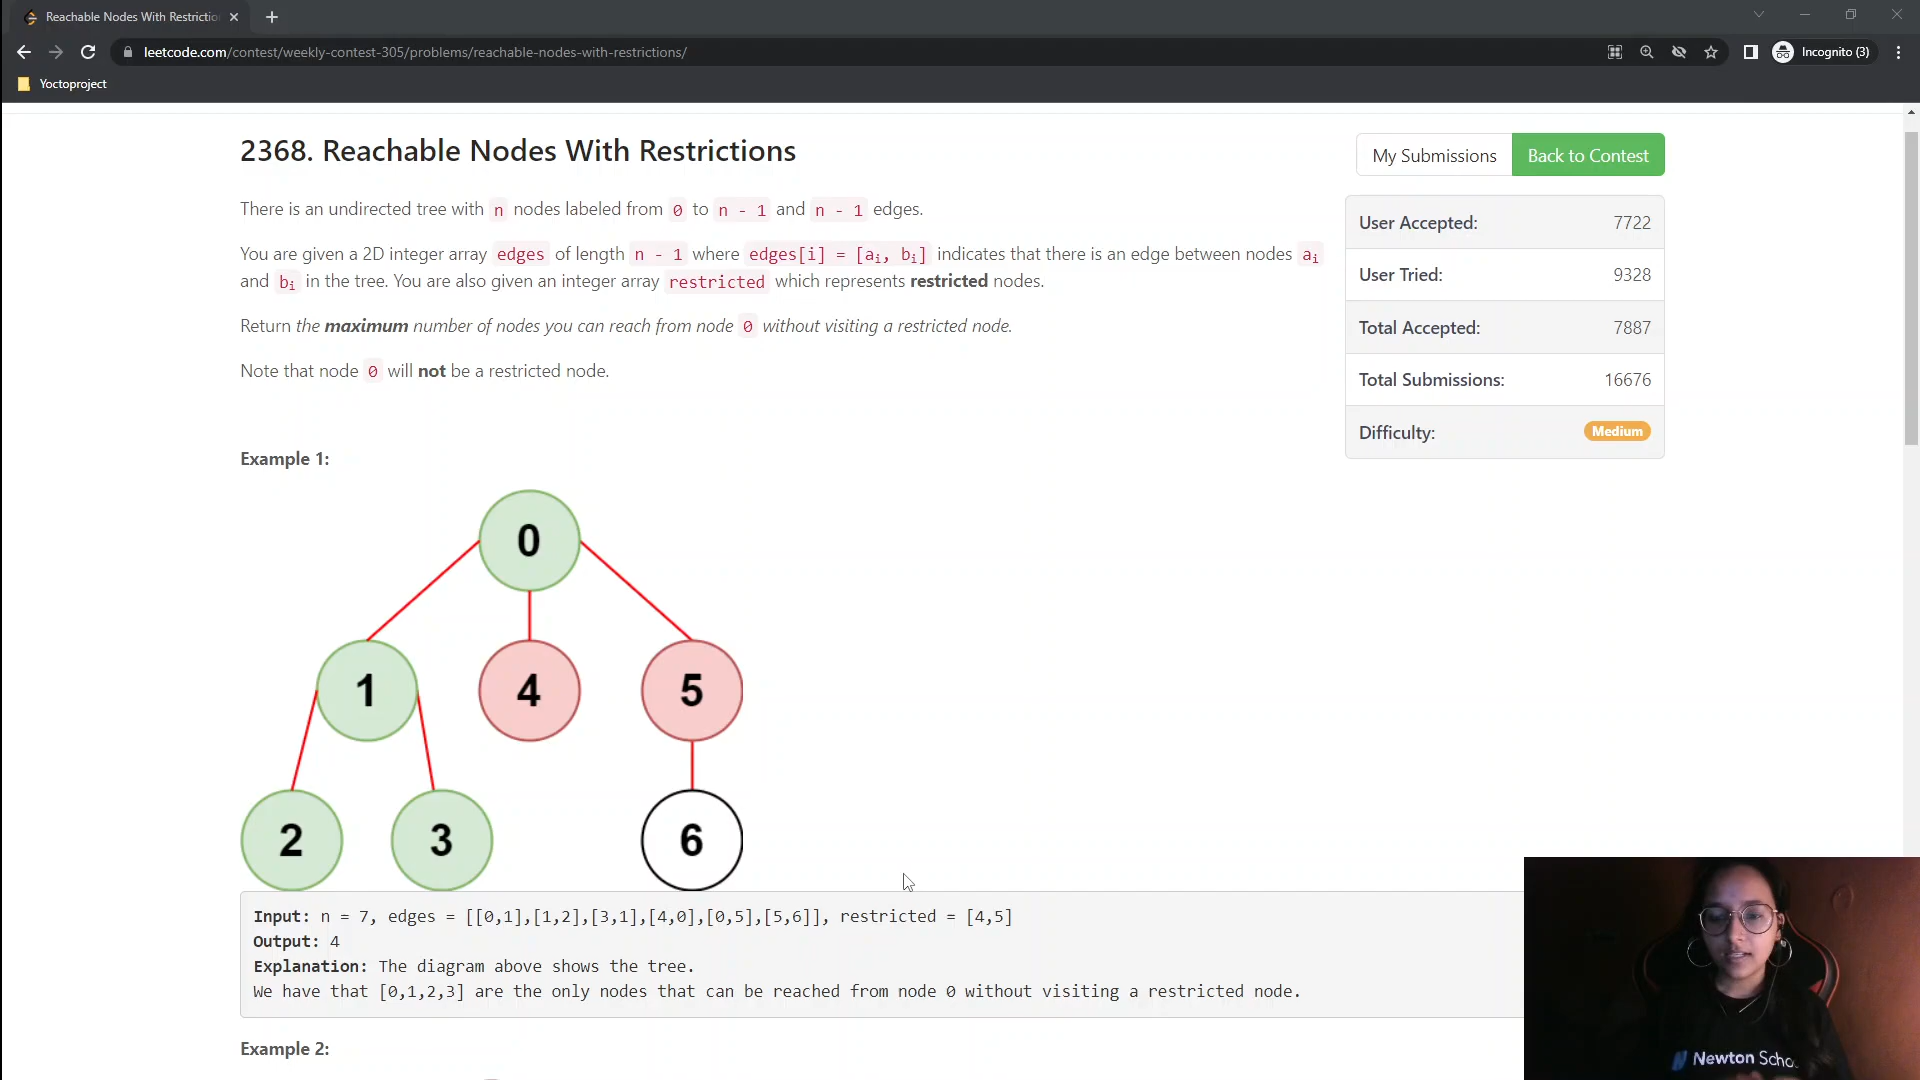 Reachable Nodes With Restrictio
leetcode.com/contest/weekly-contest-305/problems/reachable-nodes-with-restrictions/
Incognito (3)
Yoctoproject
2368. Reachable Nodes With Restrictions
My Submissions
Back to Contest
There is an undirected tree with n nodes labeled from 0 to n - 1 and n - 1 edges.
You are given a 2D integer array edges of length n - 1 where edges[i] = [ai, bi] indicates that there is an edge between nodes ai
and bi in the tree. You are also given an integer array restricted which represents restricted nodes.
Return the maximum number of nodes you can reach from node 0 without visiting a restricted node.
Note that node 0 will not be a restricted node.
User Accepted: 7722
User Tried: 9328
Total Accepted: 7887
Total Submissions: 16676
Difficulty: Medium
Example 1:
0
1 4 5
2 3 6
Input: n = 7, edges = [[0,1],[1,2],[3,1],[4,0],[0,5],[5,6]], restricted = [4,5]
Output: 4
Explanation: The diagram above shows the tree.
We have that [0,1,2,3] are the only nodes that can be reached from node 0 without visiting a restricted node.
Example 2:
Newton Scho